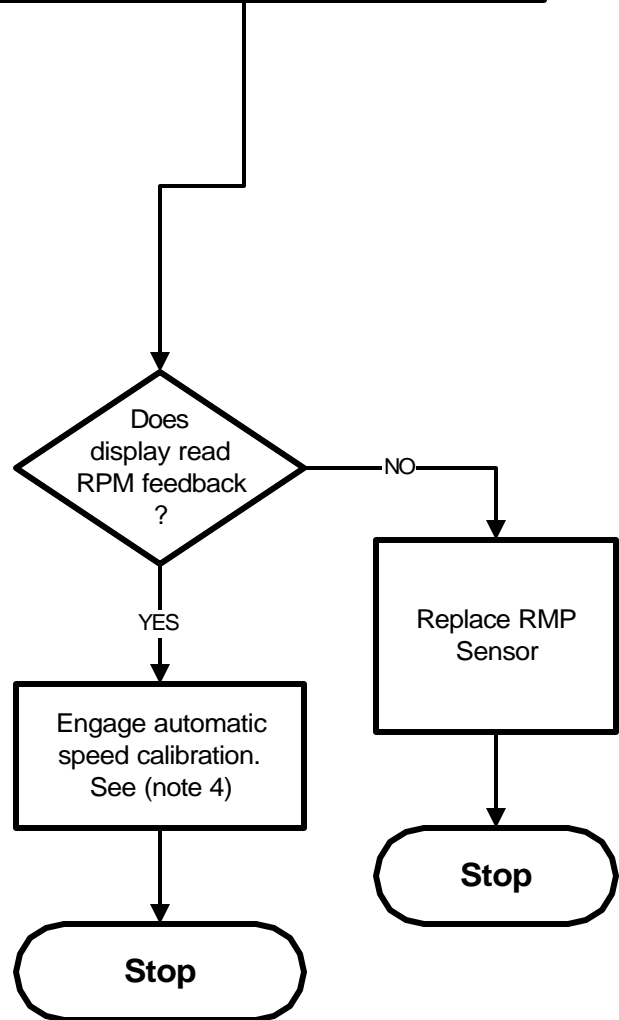 Does
display read
RPM feedback
?
NO
YES
Replace RMP
Sensor
Engage automatic
speed calibration.
See (note 4)
Stop
Stop